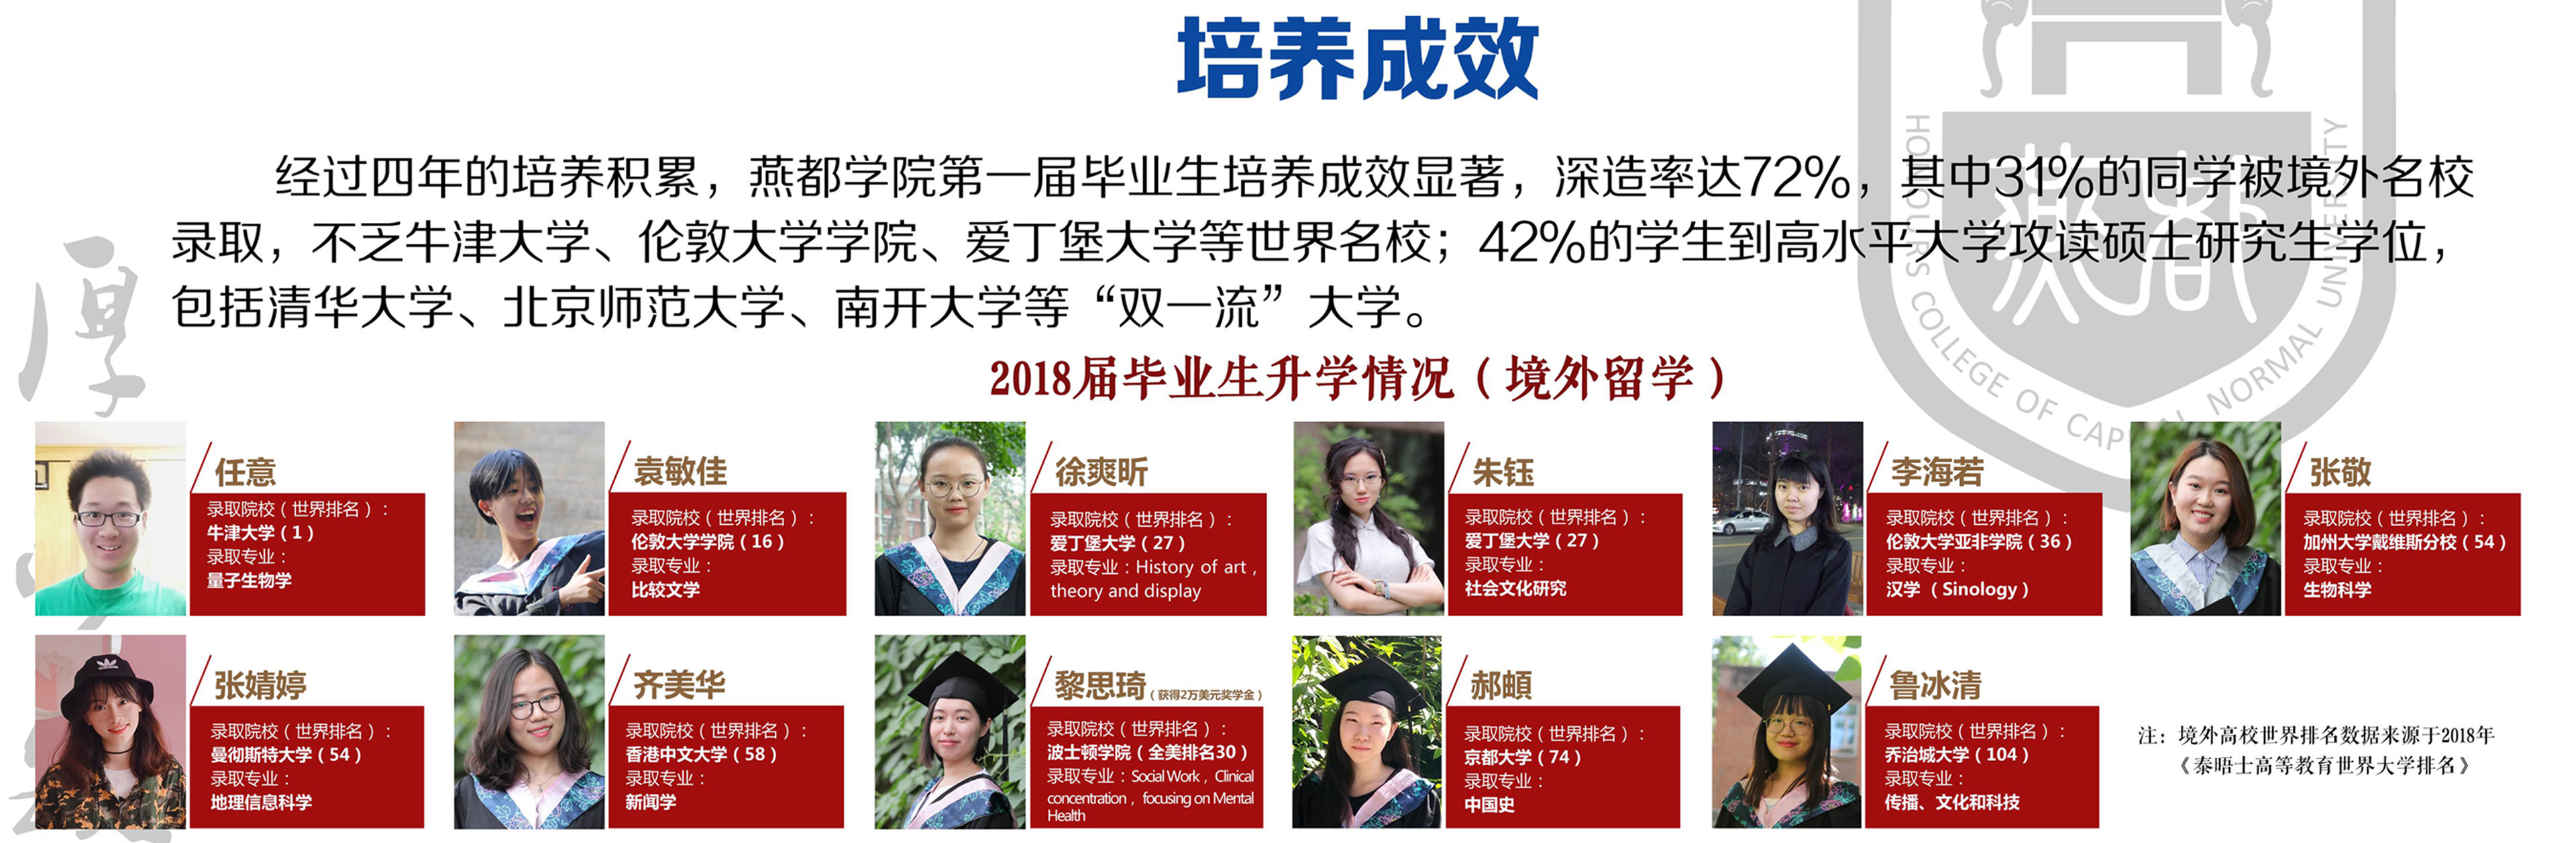 培养成效
经过四年的培养积累，燕都学院第一届毕业生培养成效显著，深造率达72%，其中31%的同学被境外名校
录取，不乏牛津大学、伦敦大学学院、爱丁堡大学等世界名校；42%的学生到高水平大学攻读硕士研究生学位，
包括清华大学、北京师范大学、南开大学等“双一流”大学。
HONOURS COLLEGE OF CAPITAL NORMAL UNIVERSITY
燕都
厚
2018届毕业生升学情况（境外留学）
任意
录取院校（世界排名）：
牛津大学（1）
录取专业：
量子生物学
袁敏佳
录取院校（世界排名）：
伦敦大学学院（16）
录取专业：
比较文学
徐爽昕
录取院校（世界排名）：
爱丁堡大学（27）
录取专业：History of art，
theory and display
朱钰
录取院校（世界排名）：
爱丁堡大学（27）
录取专业：
社会文化研究
李海若
录取院校（世界排名）：
伦敦大学亚非学院（36）
录取专业：
汉学（Sinology）
张敬
录取院校（世界排名）：
加州大学戴维斯分校（54）
录取专业：
生物科学
张婧婷
录取院校（世界排名）：
曼彻斯特大学（54）
录取专业：
地理信息科学
齐美华
录取院校（世界排名）：
香港中文大学（58）
录取专业：
新闻学
黎思琦（获得2万美元奖学金）
录取院校（世界排名）：
波士顿学院（全美排名30）
录取专业：Social Work，Clinical
concentration，focusing on Mental
Health
郝頔
录取院校（世界排名）：
京都大学（74）
录取专业：
中国史
鲁冰清
录取院校（世界排名）：
乔治城大学（104）
录取专业：
传播、文化和科技
注：境外高校世界排名数据来源于2018年
《泰晤士高等教育世界大学排名》